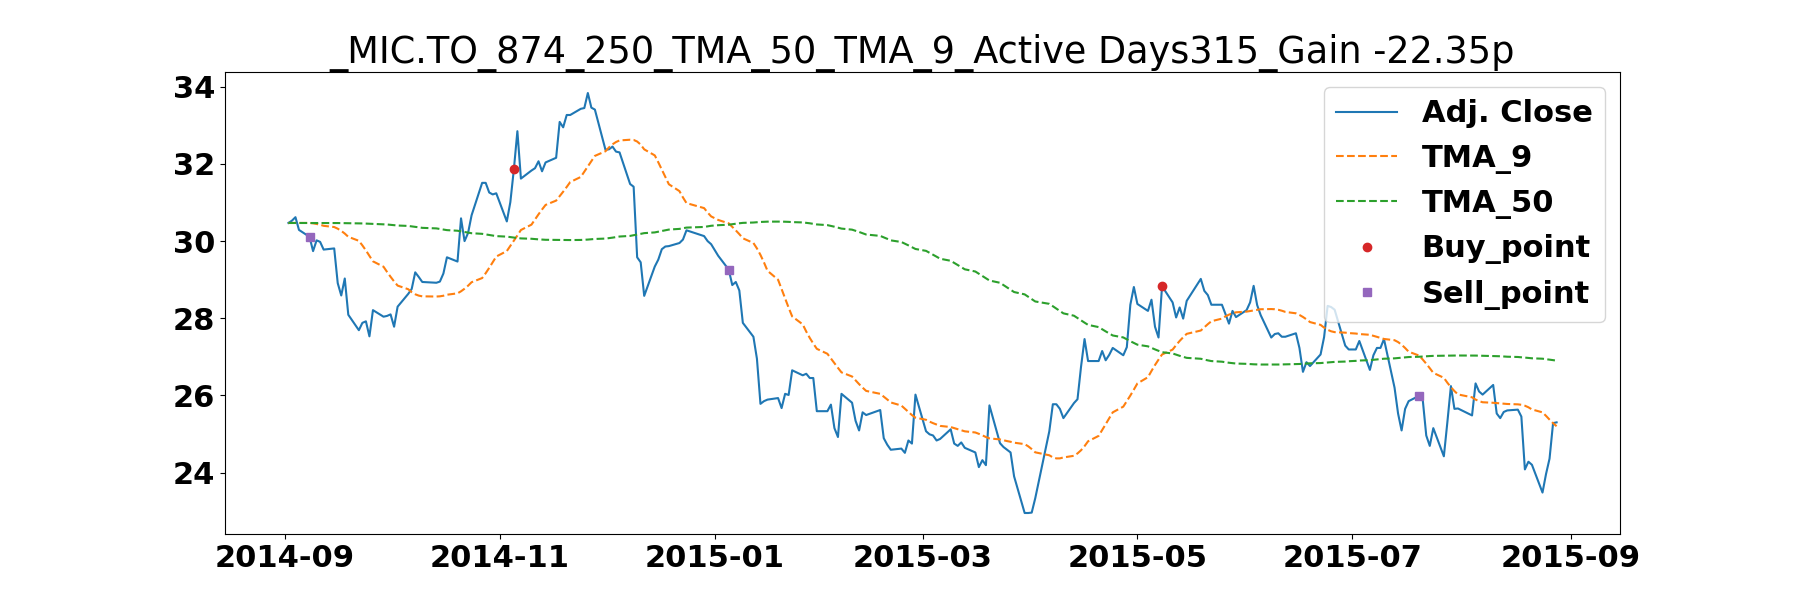 _MIC.TO_874_250_TMA_50_TMA_9_Active Days315_Gain -22.35p
34
32
30
28
26
24
Adj. Close
TMA_9
TMA_50
Buy_point
Sell_point
2014-09 2014-11 2015-01 2015-03 2015-05 2015-07 2015-09